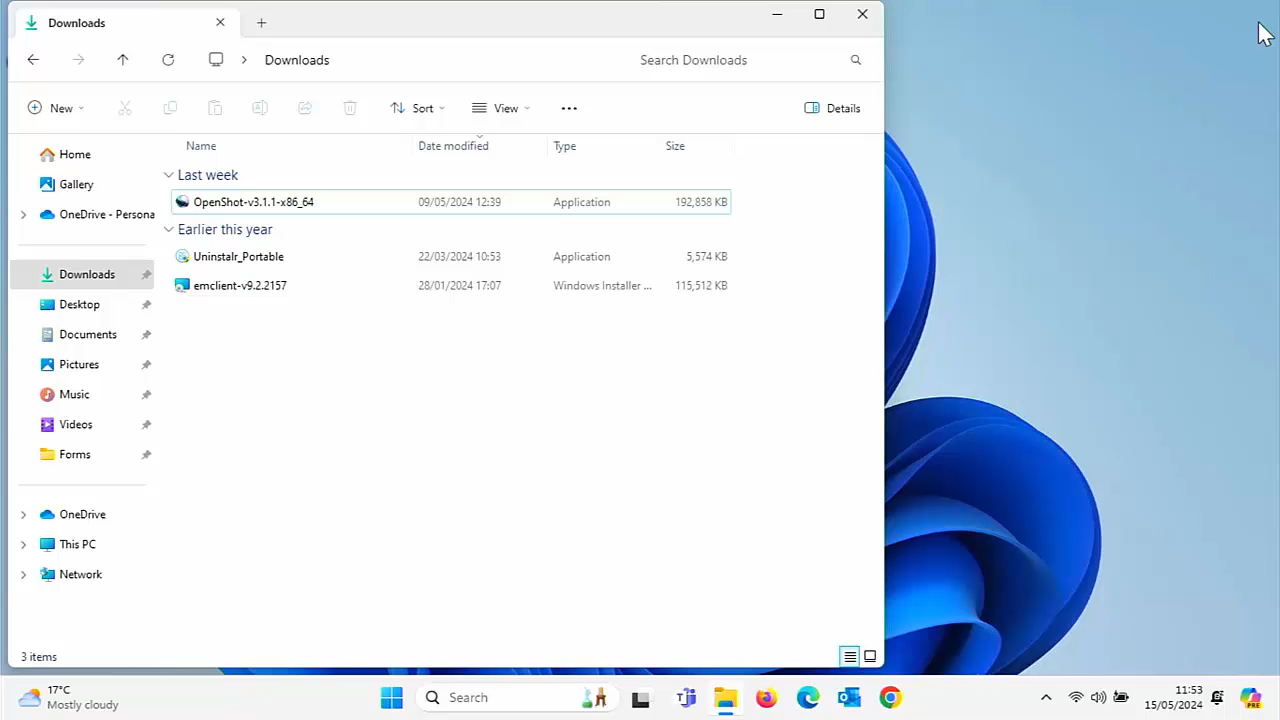 Downloads
Downloads
Search Downloads
New
Sort
View
Details
Name
Date modified
Type
Size
Last week
OpenShot-v3.1.1-x86_64 09/05/2024 12:39 Application 192,858 KB
Earlier this year
Uninstalr_Portable 22/03/2024 10:53 Application 5,574 KB
emclient-v9.2.2157 28/01/2024 17:07 Windows Installer ... 115,512 KB
Home
Gallery
OneDrive - Persona
Downloads
Desktop
Documents
Pictures
Music
Videos
Forms
OneDrive
This PC
Network
3 items
17°C
Mostly cloudy
Search
11:53
15/05/2024
PRE